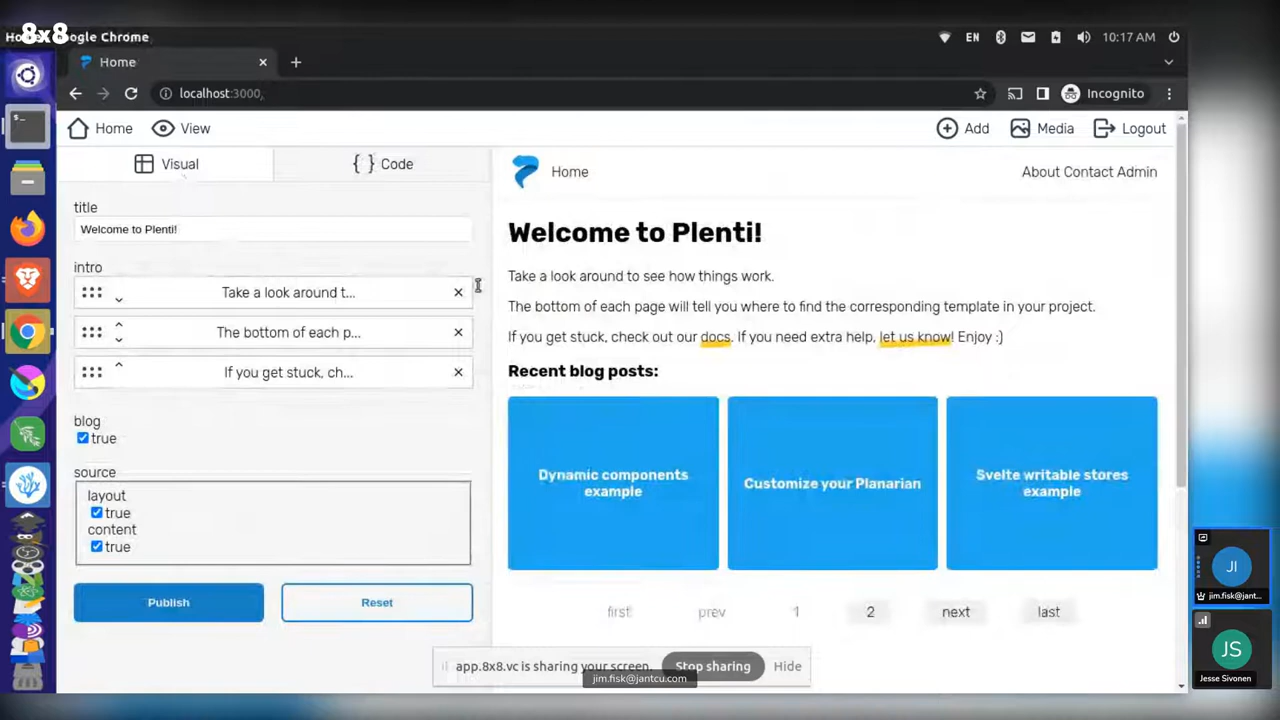 8x8
Home - Google Chrome
EN
10:17 AM
Home
localhost:3000,
Incognito
Home
View
Add
Media
Logout
Visual
{ } Code
Home
About Contact Admin
title
Welcome to Plenti!
intro
Take a look around t...
The bottom of each p...
If you get stuck, ch...
blog
true
source
layout
true
content
true
Publish
Reset
Welcome to Plenti!
Take a look around to see how things work.
The bottom of each page will tell you where to find the corresponding template in your project.
If you get stuck, check out our docs. If you need extra help, let us know! Enjoy :)
Recent blog posts:
Dynamic components
example
Customize your Planarian
Svelte writable stores
example
first prev 1 2 next last
app.8x8.vc is sharing your screen.
Stop sharing
Hide
jim.fisk@jantcu.com
JI
jim.fisk@jant...
JS
Jesse Sivonen